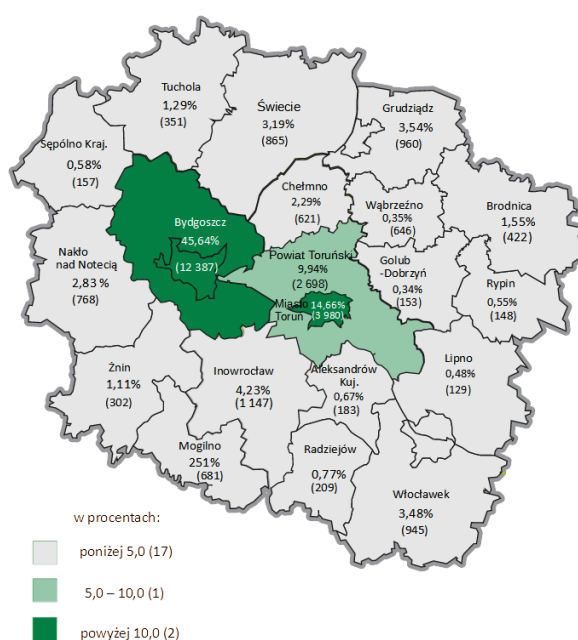 Tuchola
1,29%
(351)
Świecie
3,19%
(865)
Grudziądz
3,54%
(960)
Sępólno Kraj.
0,58%
(157)
Chełmno
2,29%
(621)
Wąbrzeźno
0,35%
(646)
Brodnica
1,55%
(422)
Bydgoszcz
45,64%
(12 387)
Nakło
nad Notecią
2,83 %
(768)
Powiat Toruński
9,94%
(2 698)
Golub
-Dobrzyń
0,34%
(153)
Rypin
0,55%
(148)
Miasto
Toruń
14,66%
(3 980)
Żnin
1,11%
(302)
Inowrocław
4,23%
(1 147)
Aleksandrów
Kuj.
0,67%
(183)
Lipno
0,48%
(129)
Mogilno
251%
(681)
Radziejów
0,77%
(209)
Włocławek
3,48%
(945)
w procentach:
poniżej 5,0 (17)
5,0 – 10,0 (1)
powyżej 10,0 (2)